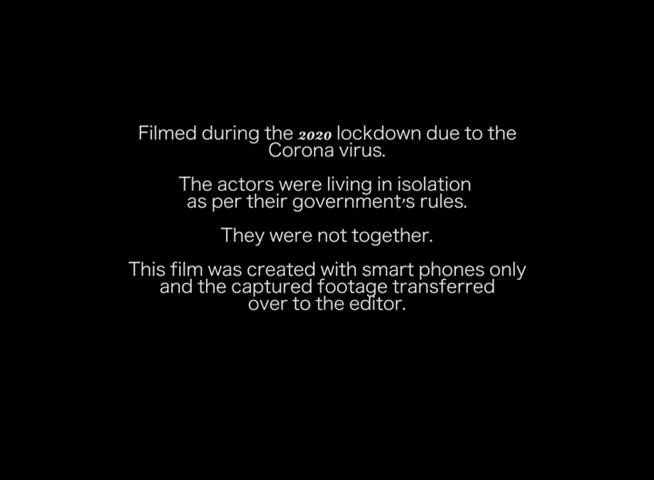 Filmed during the 2020 lockdown due to the
Corona virus.
The actors were living in isolation
as per their government's rules.
They were not together.
This film was created with smart phones only
and the captured footage transferred
over to the editor.